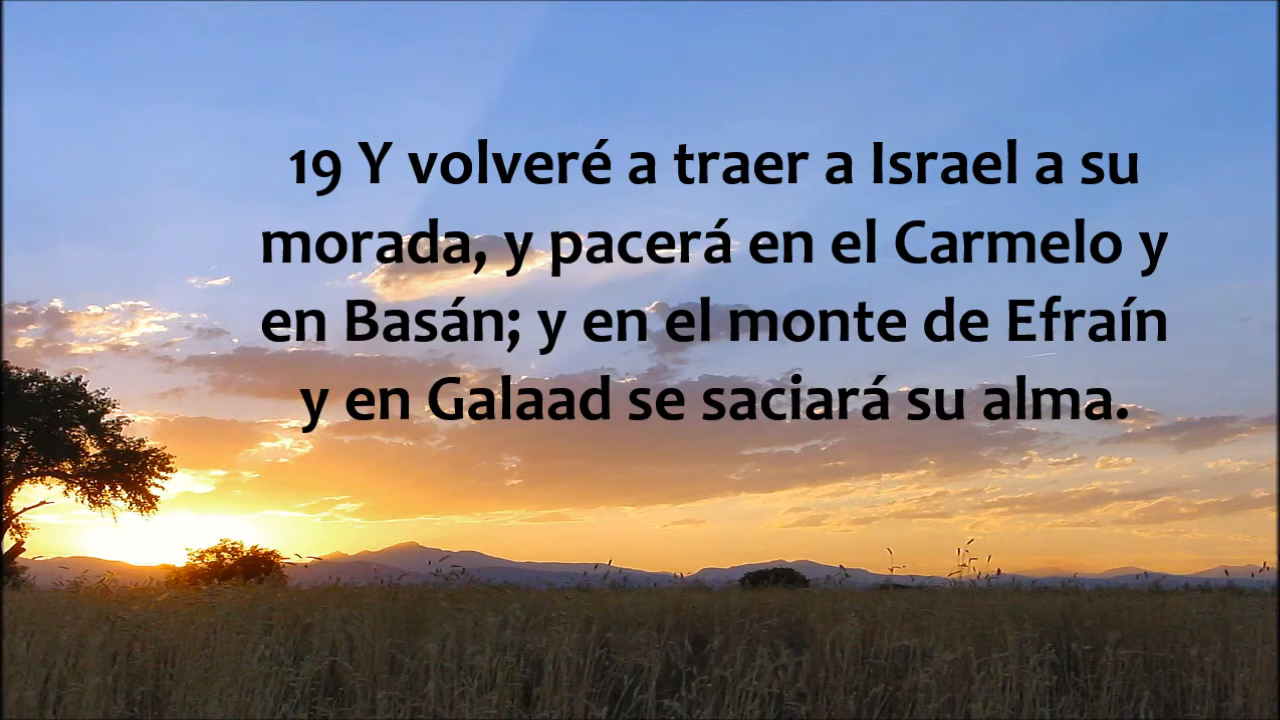 19 Y volveré a traer a Israel a su
morada, y pacerá en el Carmelo y
en Basán; y en el monte de Efraín
y en Galaad se saciará su alma.